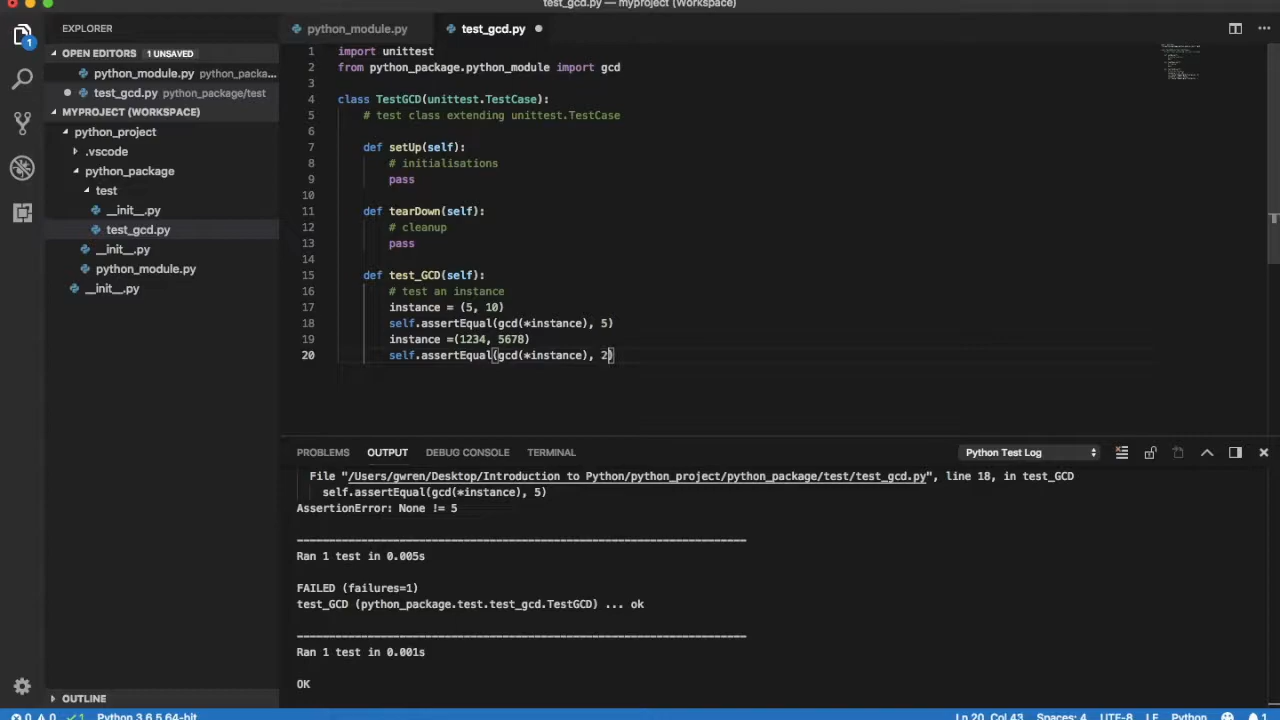 test_gcd.py — myproject (Workspace)
EXPLORER
OPEN EDITORS 1 UNSAVED
python_module.py python_packa...
test_gcd.py python_package/test
MYPROJECT (WORKSPACE)
python_project
.vscode
python_package
test
__init__.py
test_gcd.py
__init__.py
python_module.py
__init__.py
OUTLINE
python_module.py
test_gcd.py
1 import unittest
2 from python_package.python_module import gcd
3
4 class TestGCD(unittest.TestCase):
5 # test class extending unittest.TestCase
6
7 def setUp(self):
8 # initialisations
9 pass
10
11 def tearDown(self):
12 # cleanup
13 pass
14
15 def test_GCD(self):
16 # test an instance
17 instance = (5, 10)
18 self.assertEqual(gcd(*instance), 5)
19 instance =(1234, 5678)
20 self.assertEqual(gcd(*instance), 2)
PROBLEMS OUTPUT DEBUG CONSOLE TERMINAL Python Test Log
File "/Users/gwren/Desktop/Introduction to Python/python_project/python_package/test/test_gcd.py", line 18, in test_GCD
self.assertEqual(gcd(*instance), 5)
AssertionError: None != 5
----------------------------------------------------------------------
Ran 1 test in 0.005s
FAILED (failures=1)
test_GCD (python_package.test.test_gcd.TestGCD) ... ok
----------------------------------------------------------------------
Ran 1 test in 0.001s
OK
0 0 1 Python 3.6.5 64-bit Ln 20, Col 43 Spaces: 4 UTF-8 LF Python 1